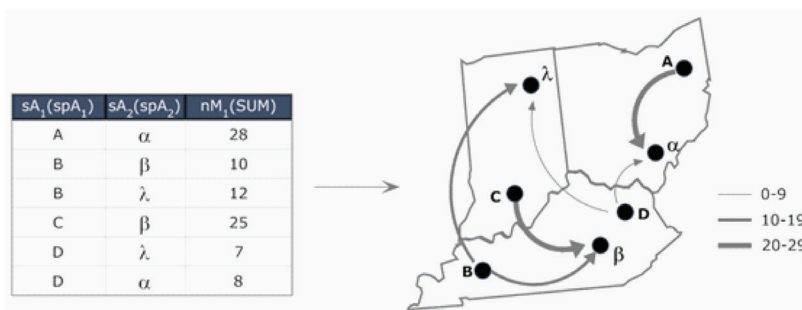 sA₁(spA₁) sA₂(spA₂) nM₁(SUM)
A α 28
B β 10
B λ 12
C β 25
D λ 7
D α 8
A
λ
α
C
D
β
B
0-9
10-19
20-29